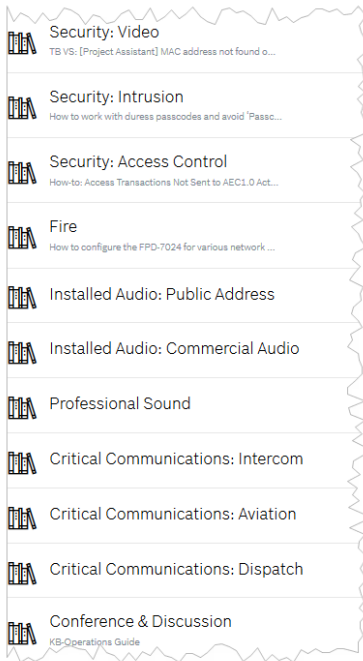 Security: Video
TB VS: [Project Assistant] MAC address not found o...
Security: Intrusion
How to work with duress passcodes and avoid 'Passc...
Security: Access Control
How-to: Access Transactions Not Sent to AEC1.0 Act...
Fire
How to configure the FPD-7024 for various network ...
Installed Audio: Public Address
Installed Audio: Commercial Audio
Professional Sound
Critical Communications: Intercom
Critical Communications: Aviation
Critical Communications: Dispatch
Conference & Discussion
KB-Operations Guide